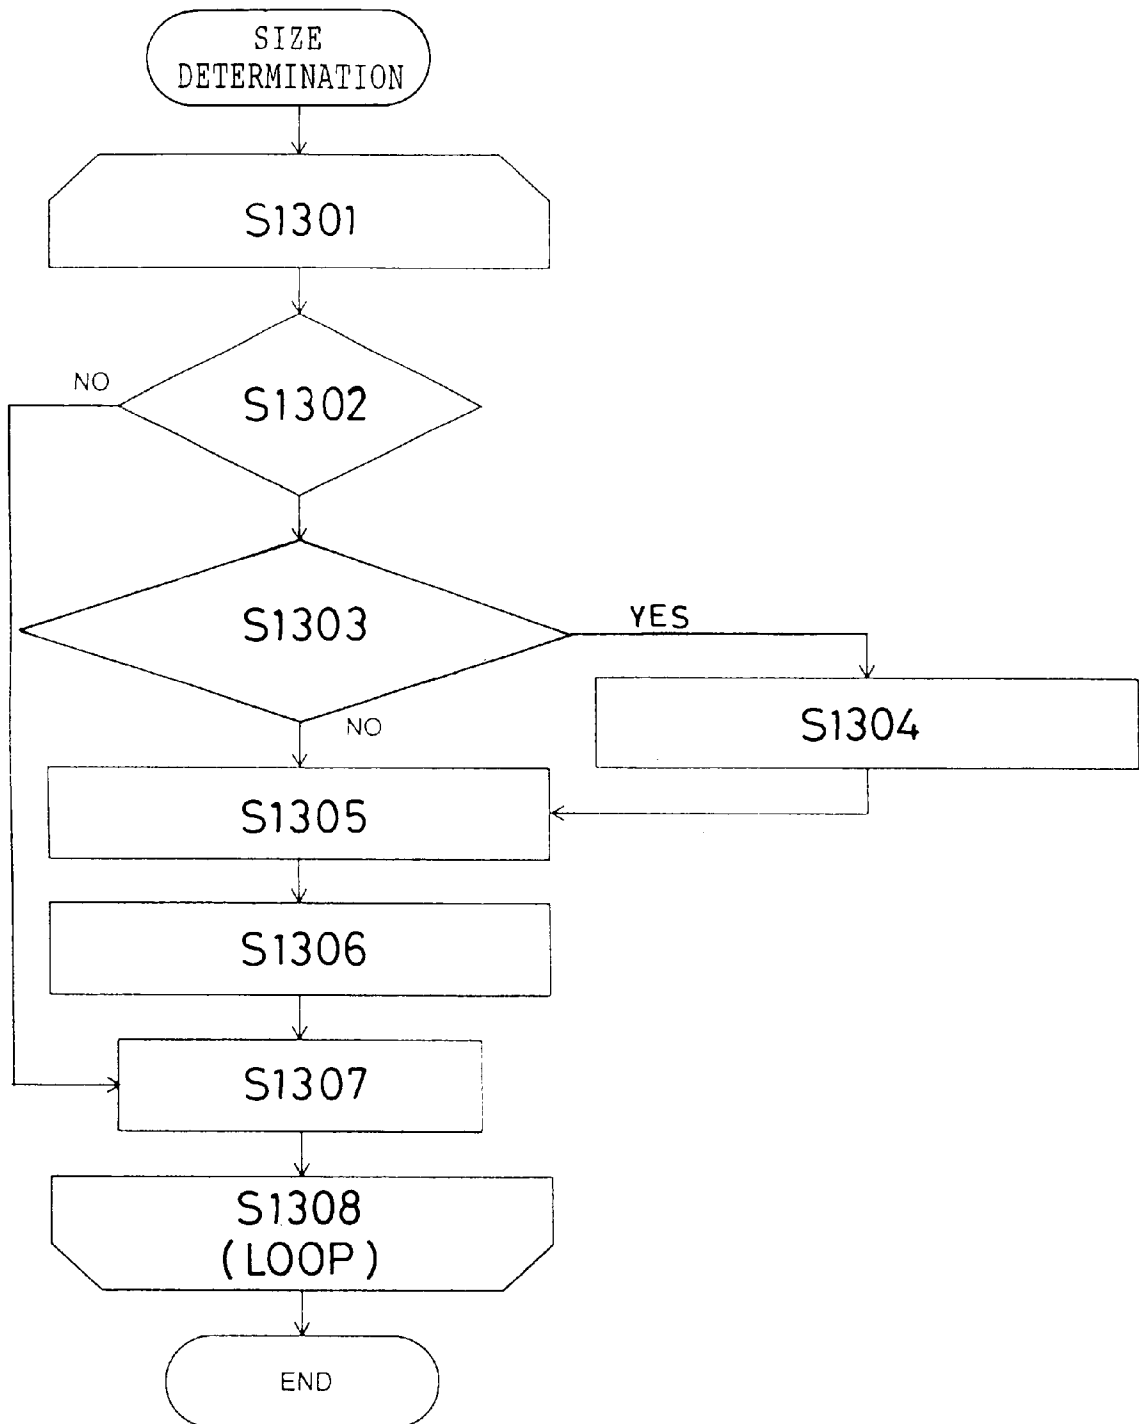 SIZE
DETERMINATION
S1301
NO
S1302
S1303
YES
S1304
NO
S1305
S1306
S1307
S1308
(LOOP)
END